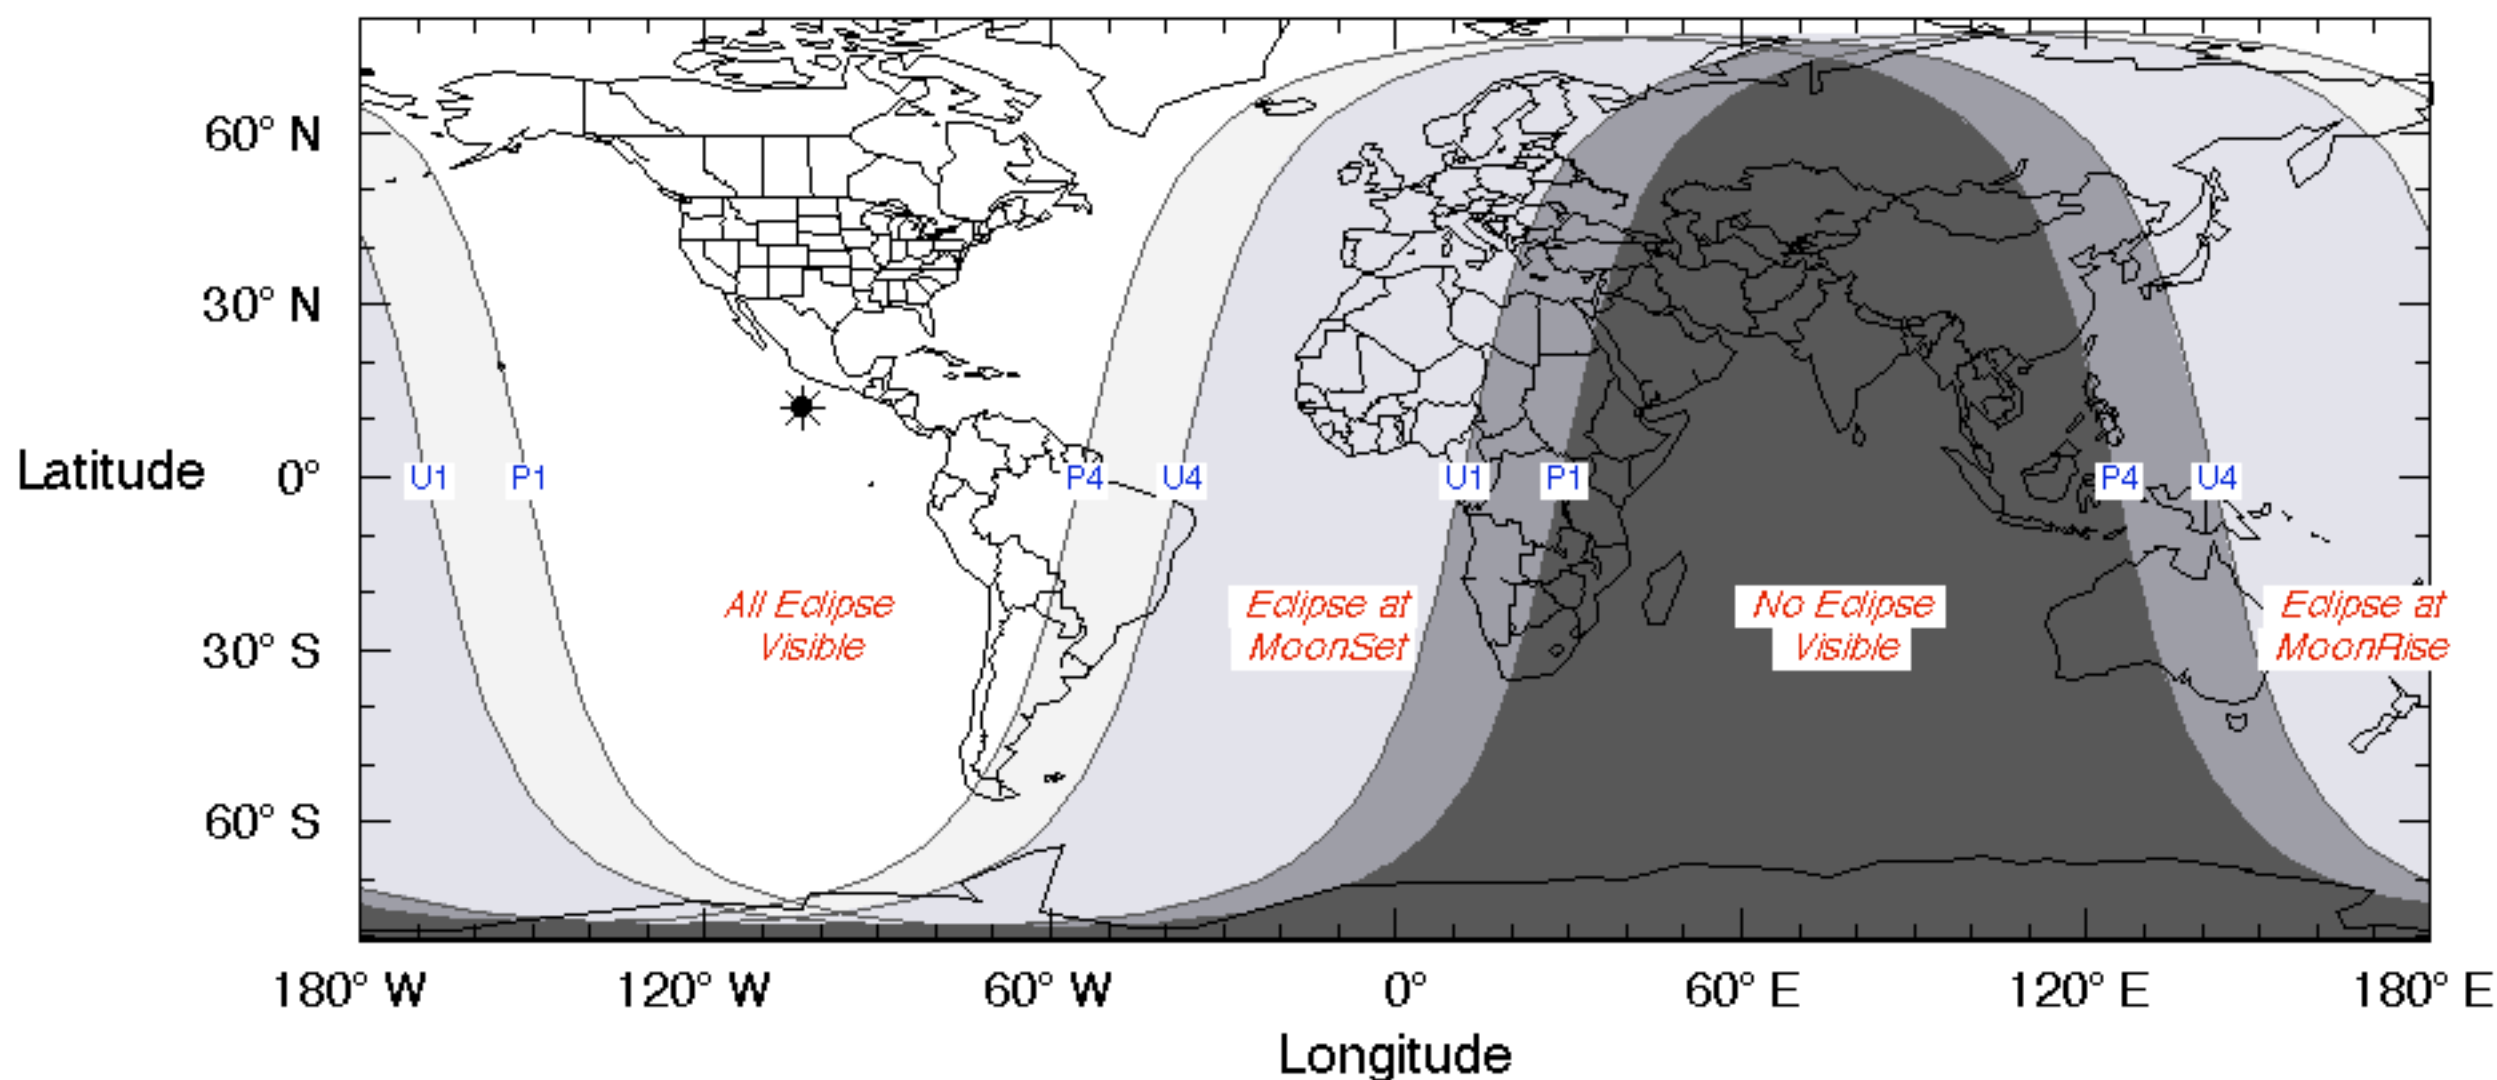 60° N
30° N
Latitude 0°
U1 P1 P4 U4 U1 P1 P4 U4
All Eclipse
Visible
Eclipse at
MoonSet
No Eclipse
Visible
Eclipse at
MoonRise
30° S
60° S
180° W 120° W 60° W 0° 60° E 120° E 180° E
Longitude